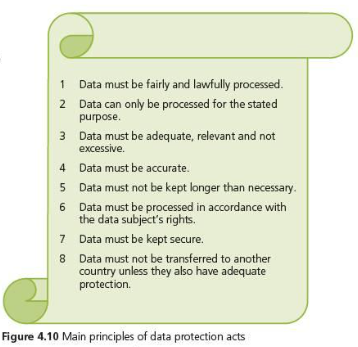 1 Data must be fairly and lawfully processed.
2 Data can only be processed for the stated
purpose.
3 Data must be adequate, relevant and not
excessive.
4 Data must be accurate.
5 Data must not be kept longer than necessary.
6 Data must be processed in accordance with
the data subject's rights.
7 Data must be kept secure.
8 Data must not be transferred to another
country unless they also have adequate
protection.
Figure 4.10 Main principles of data protection acts